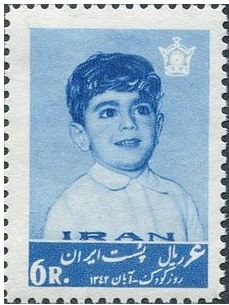 IRAN
۶ ریال پست ایران
6R. روز کودک - آبان ۱۳۴۲